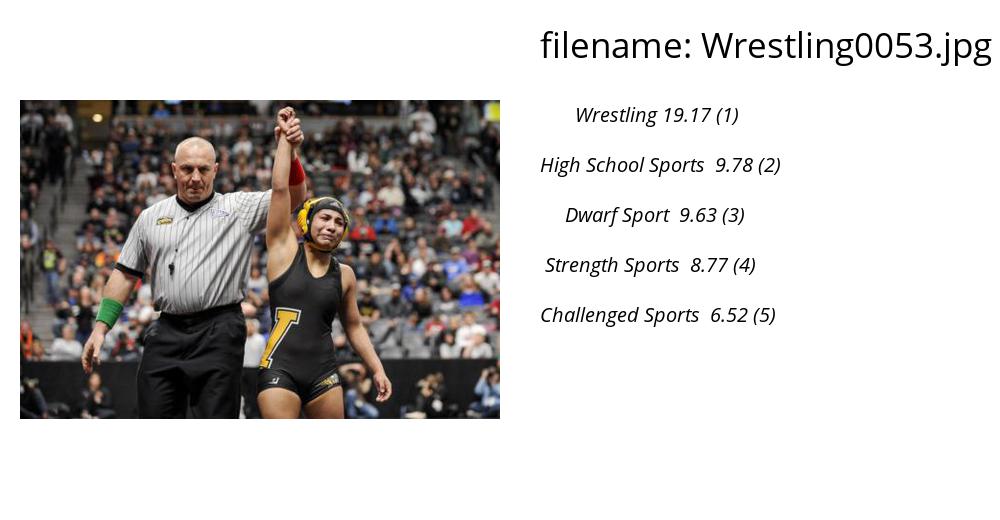 filename: Wrestling0053.jpg
Wrestling 19.17 (1)
High School Sports 9.78 (2)
Dwarf Sport 9.63 (3)
Strength Sports 8.77 (4)
Challenged Sports 6.52 (5)
I